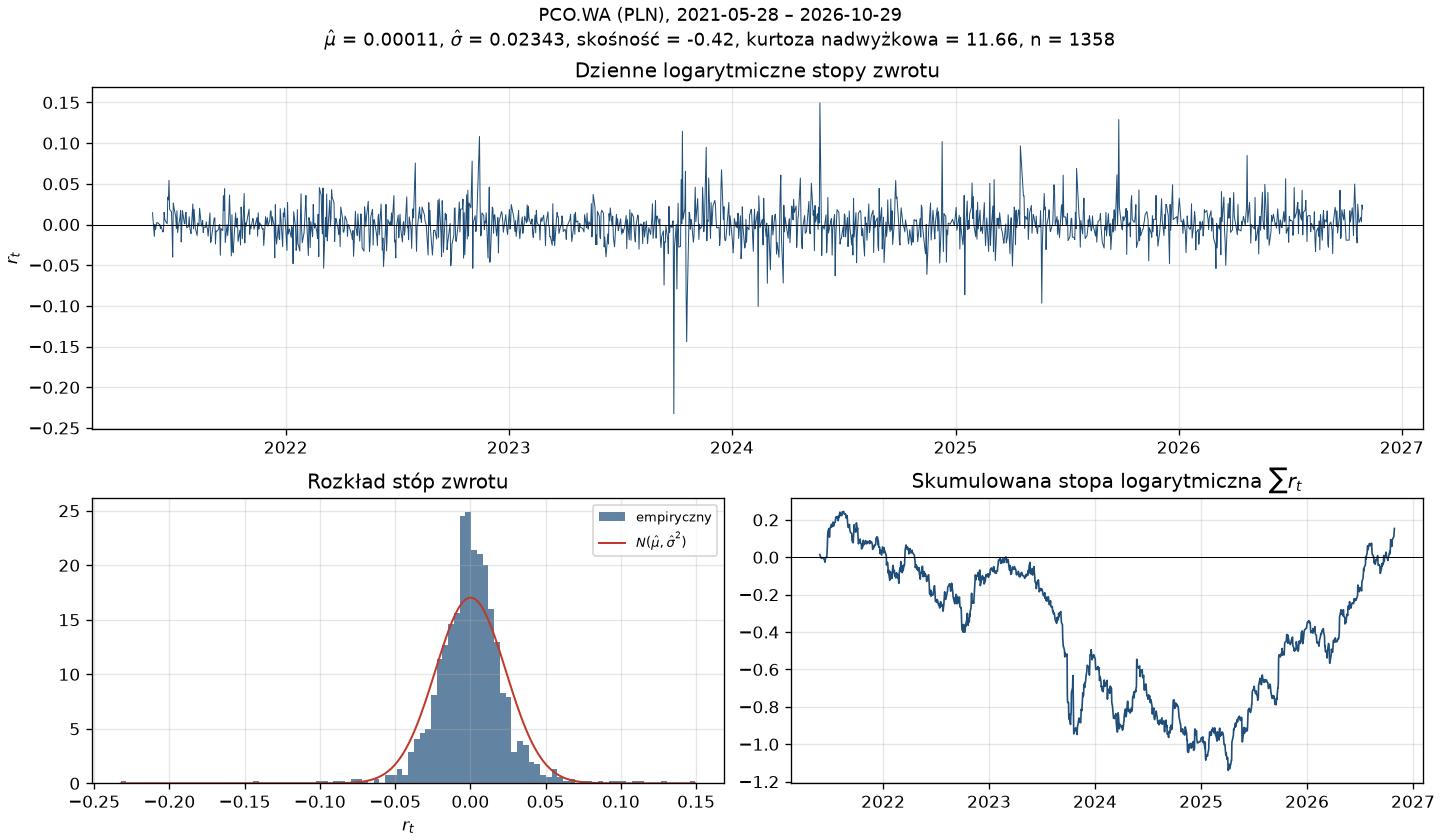 PCO.WA (PLN), 2021-05-28 – 2026-10-29
μ̂ = 0.00011, σ̂ = 0.02343, skośność = -0.42, kurtoza nadwyżkowa = 11.66, n = 1358
Dzienne logarytmiczne stopy zwrotu
0.15
0.10
0.05
0.00
−0.05
−0.10
−0.15
−0.20
−0.25
r_t
2022 2023 2024 2025 2026 2027
Rozkład stóp zwrotu
25
20
15
10
5
0
empiryczny
N(μ̂, σ̂²)
−0.25 −0.20 −0.15 −0.10 −0.05 0.00 0.05 0.10 0.15
r_t
Skumulowana stopa logarytmiczna ∑r_t
0.2
0.0
−0.2
−0.4
−0.6
−0.8
−1.0
−1.2
2022 2023 2024 2025 2026 2027